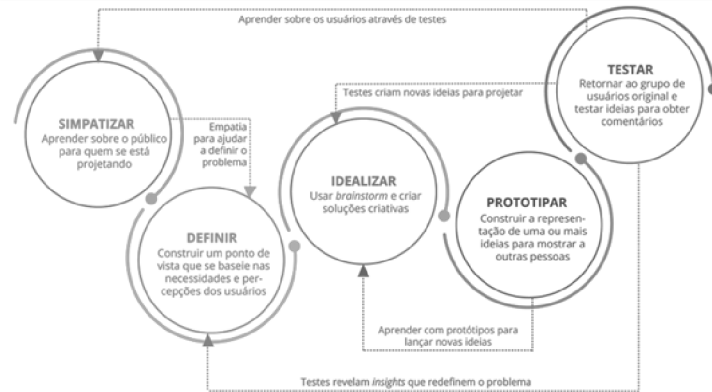 Aprender sobre os usuários através de testes
TESTAR
Retornar ao grupo de
usuários original e
testar ideias para obter
comentários
Testes criam novas ideias para projetar
SIMPATIZAR
Aprender sobre o público
para quem se está
projetando
Empatia
para ajudar
a definir o
problema
IDEALIZAR
Usar brainstorm e criar
soluções criativas
PROTOTIPAR
Construir a represen-
tação de uma ou mais
ideias para mostrar a
outras pessoas
DEFINIR
Construir um ponto de
vista que se baseie nas
necessidades e per-
cepções dos usuários
Aprender com protótipos para
lançar novas ideias
Testes revelam insights que redefinem o problema